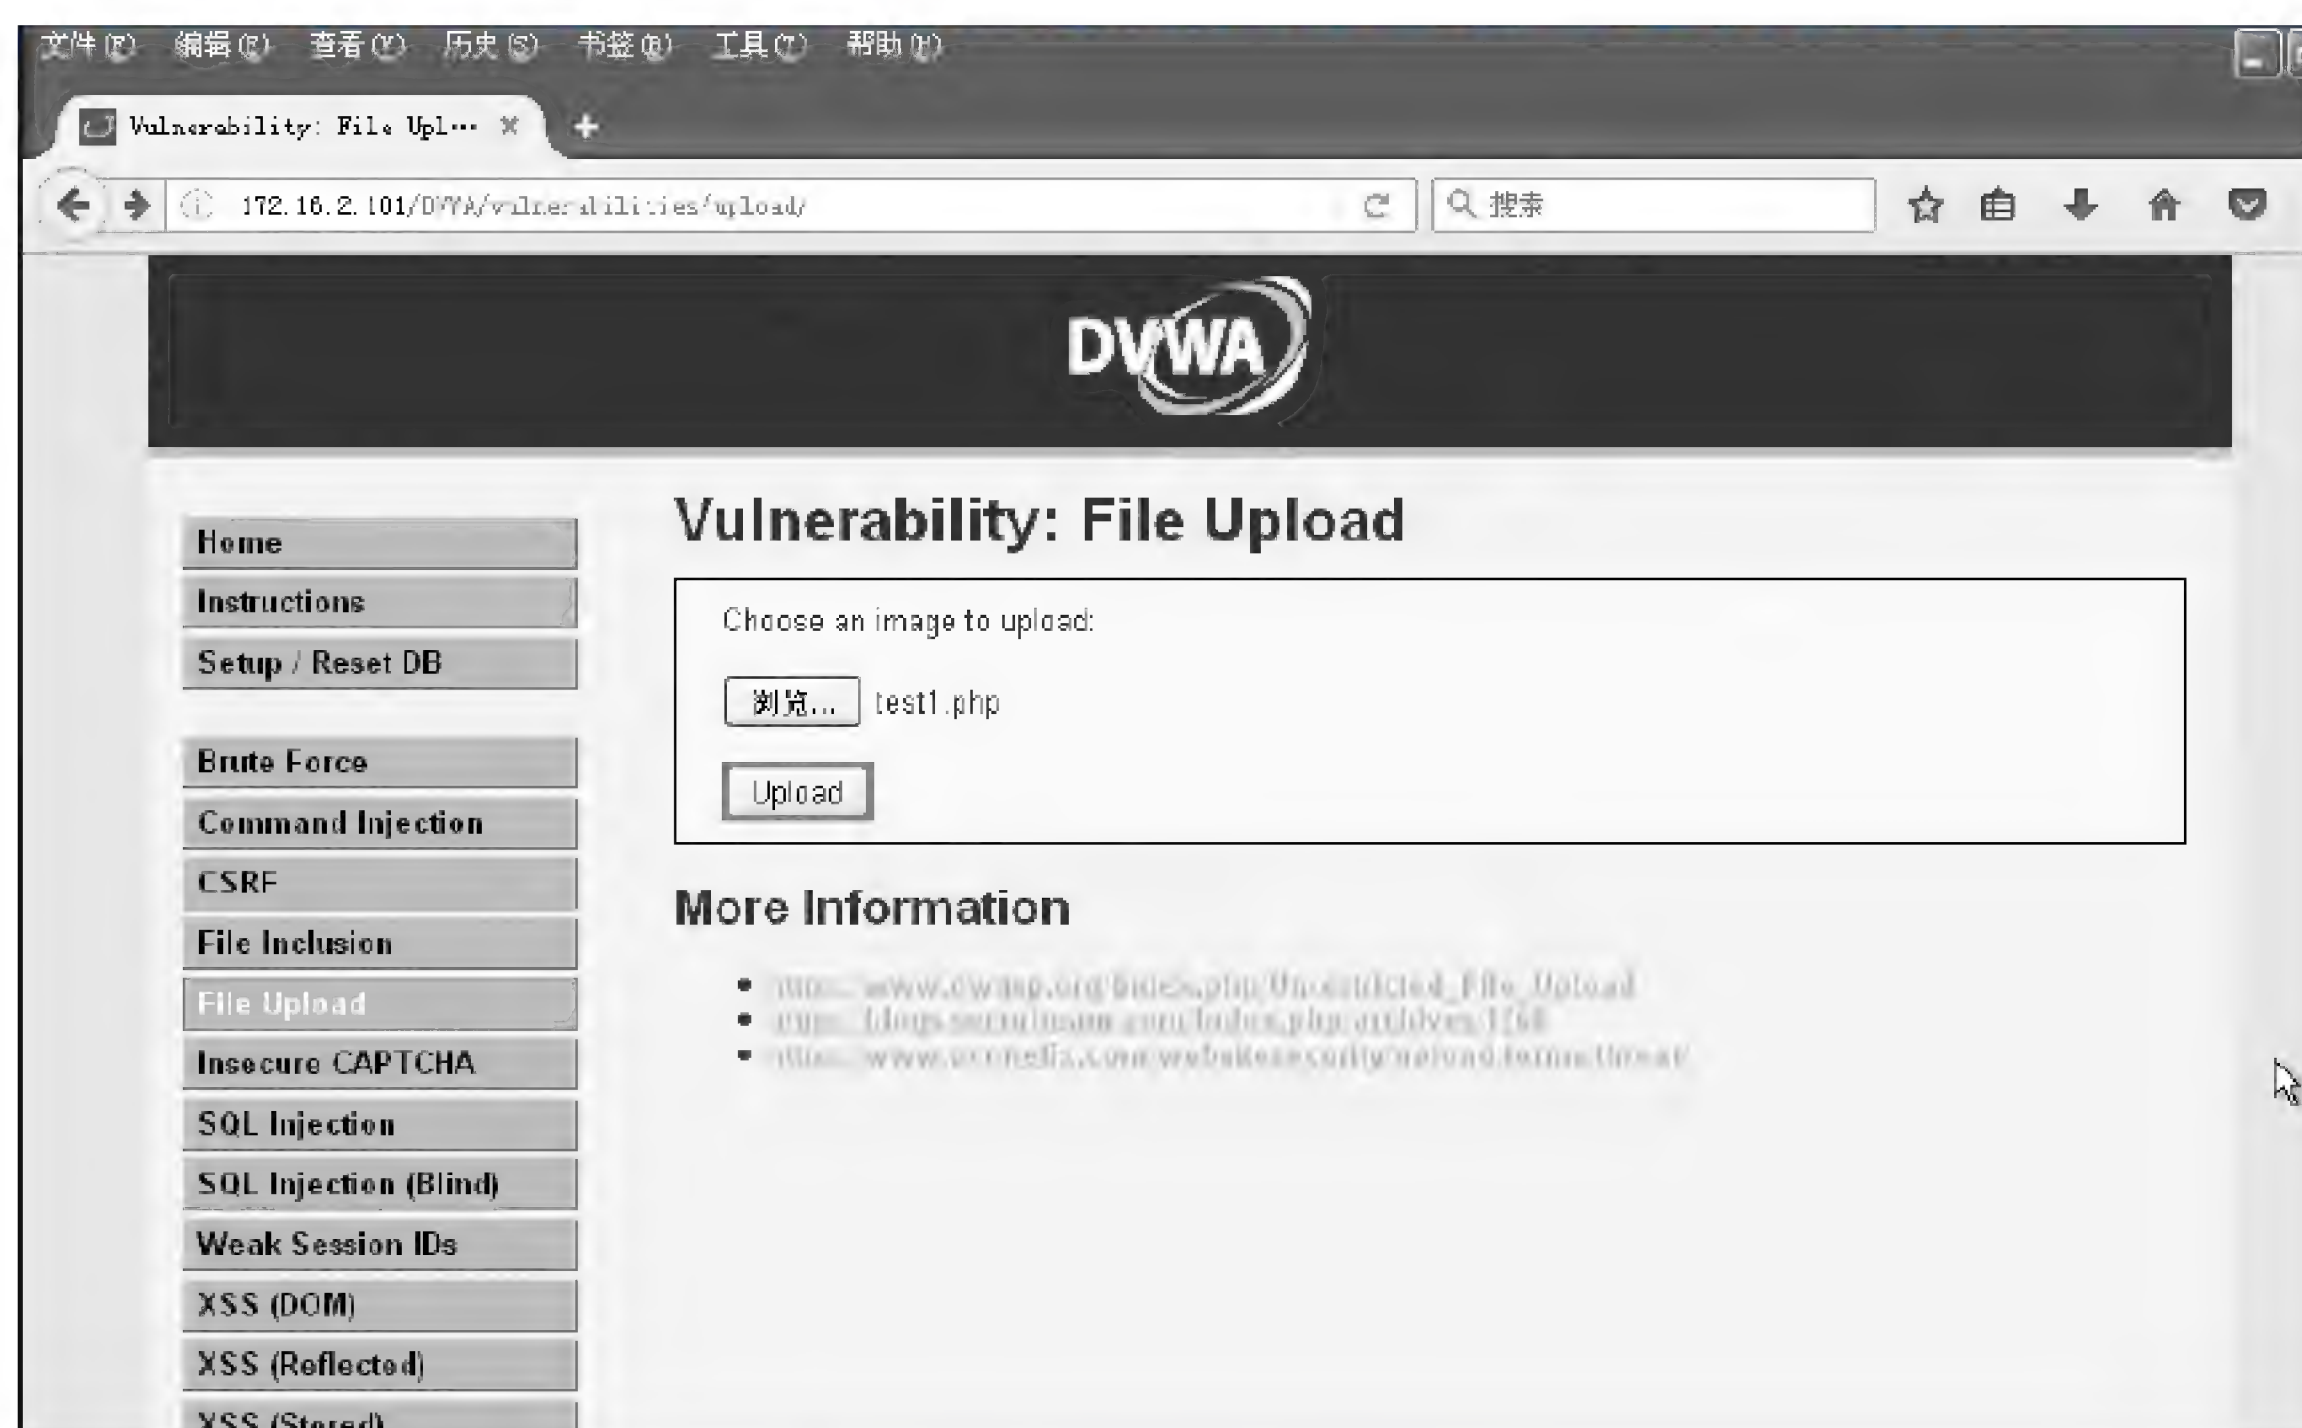 文件(F) 编辑(E) 查看(V) 历史(S) 书签(B) 工具(T) 帮助(H)
Vulnerability: File Upl···
172.16.2.101/DVWA/vulnerabilities/upload/
搜索
DVWA
Home
Instructions
Setup / Reset DB
Brute Force
Command Injection
CSRF
File Inclusion
File Upload
Insecure CAPTCHA
SQL Injection
SQL Injection (Blind)
Weak Session IDs
XSS (DOM)
XSS (Reflected)
XSS (Stored)
Vulnerability: File Upload
Choose an image to upload:
浏览... test1.php
Upload
More Information